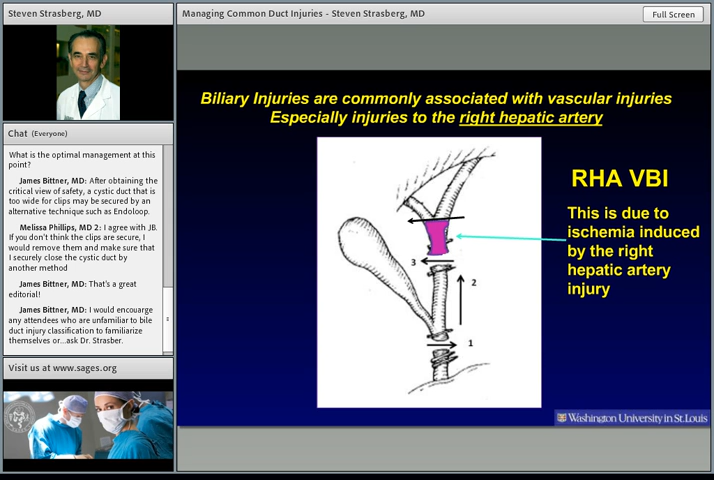 Steven Strasberg, MD
Managing Common Duct Injuries - Steven Strasberg, MD
Full Screen
Chat (Everyone)
What is the optimal management at this
point?
James Bittner, MD: After obtaining the
critical view of safety, a cystic duct that is
too wide for clips may be secured by an
alternative technique such as Endoloop.
Melissa Phillips, MD 2: I agree with JB.
If you don't think the clips are secure, I
would remove them and make sure that
I securely close the cystic duct by
another method
James Bittner, MD: That's a great
editorial!
James Bittner, MD: I would encouarge
any attendees who are unfamiliar to bile
duct injury classification to familiarize
themselves or...ask Dr. Strasber.
Visit us at www.sages.org
Biliary Injuries are commonly associated with vascular injuries
Especially injuries to the right hepatic artery
RHA VBI
This is due to
ischemia induced
by the right
hepatic artery
injury
3
2
1
Washington University in St. Louis